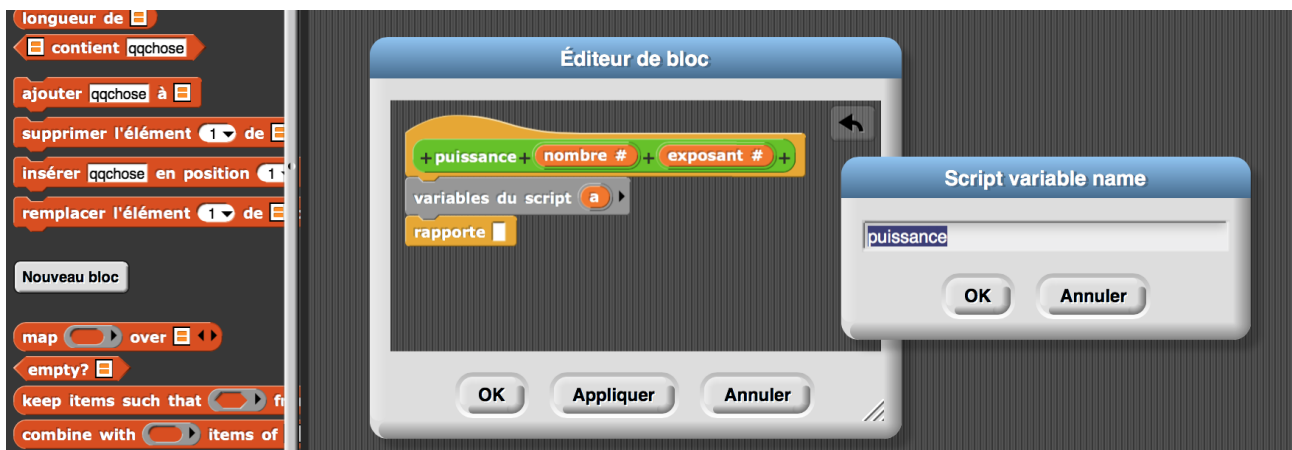 longueur de
contient qqchose
ajouter qqchose à
supprimer l'élément 1 de
insérer qqchose en position 1
remplacer l'élément 1 de
Nouveau bloc
map over
empty?
keep items such that
combine with items of
Éditeur de bloc
+ puissance + nombre # + exposant # +
variables du script a
rapporte
OK Appliquer Annuler
Script variable name
puissance
OK Annuler